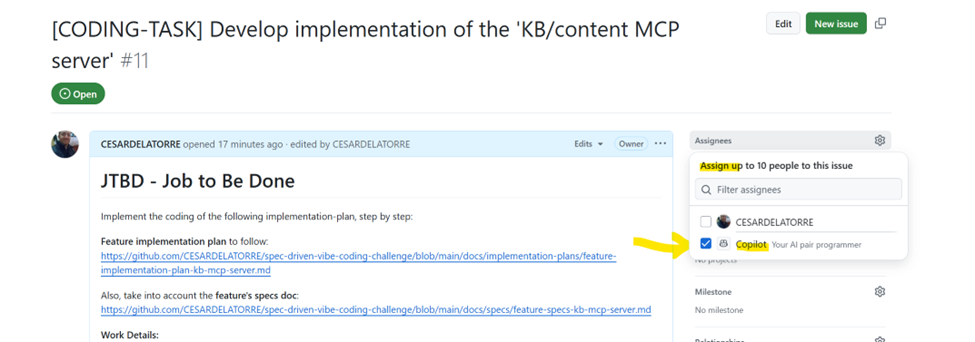 [CODING-TASK] Develop implementation of the 'KB/content MCP
server' #11
Edit
New issue
Open
CESARDELATORRE opened 17 minutes ago · edited by CESARDELATORRE
Edits
Owner
JTBD - Job to Be Done
Implement the coding of the following implementation-plan, step by step:
Feature implementation plan to follow:
https://github.com/CESARDELATORRE/spec-driven-vibe-coding-challenge/blob/main/docs/implementation-plans/feature-
implementation-plan-kb-mcp-server.md
Also, take into account the feature's specs doc:
https://github.com/CESARDELATORRE/spec-driven-vibe-coding-challenge/blob/main/docs/specs/feature-specs-kb-mcp-server.md
Work Details:
Assignees
Assign up to 10 people to this issue
Filter assignees
CESARDELATORRE
Copilot Your AI pair programmer
No projects
Milestone
No milestone
Relationships